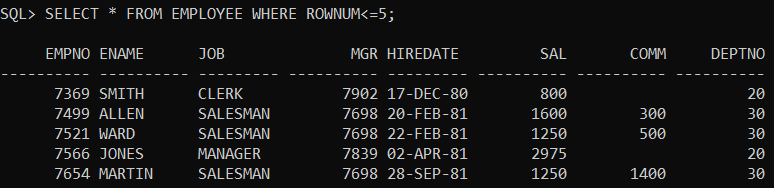 SQL> SELECT * FROM EMPLOYEE WHERE ROWNUM<=5;
EMPNO ENAME JOB MGR HIREDATE SAL COMM DEPTNO
---------- ---------- --------- ---------- --------- ---------- ---------- ----------
7369 SMITH CLERK 7902 17-DEC-80 800 20
7499 ALLEN SALESMAN 7698 20-FEB-81 1600 300 30
7521 WARD SALESMAN 7698 22-FEB-81 1250 500 30
7566 JONES MANAGER 7839 02-APR-81 2975 20
7654 MARTIN SALESMAN 7698 28-SEP-81 1250 1400 30